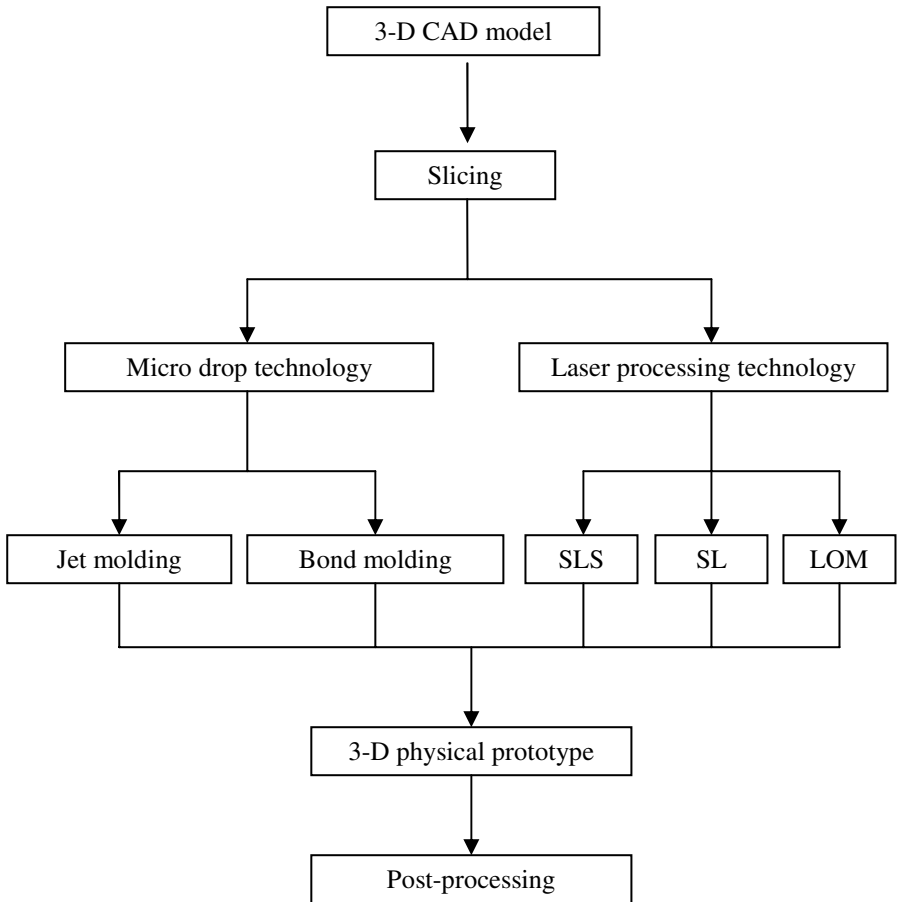 3-D CAD model
Slicing
Micro drop technology
Laser processing technology
Jet molding
Bond molding
SLS
SL
LOM
3-D physical prototype
Post-processing